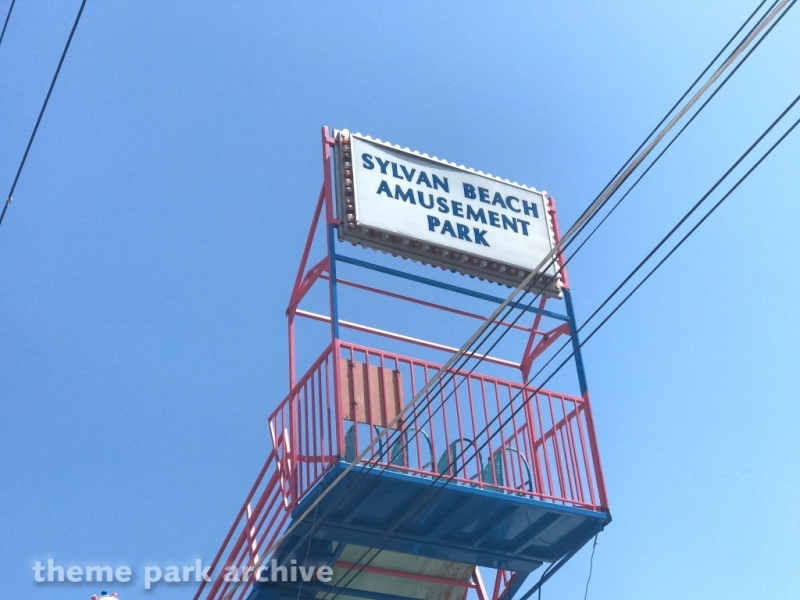 SYLVAN BEACH
AMUSEMENT
PARK
theme park archive